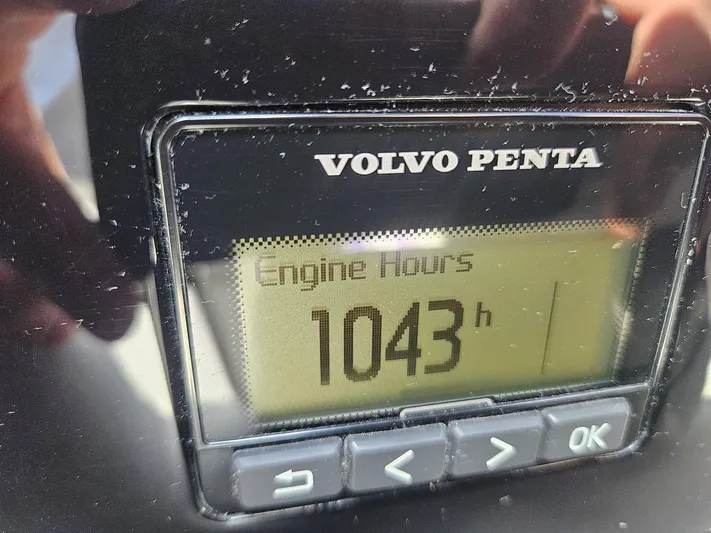 VOLVO PENTA
Engine Hours
1043 h
< > OK